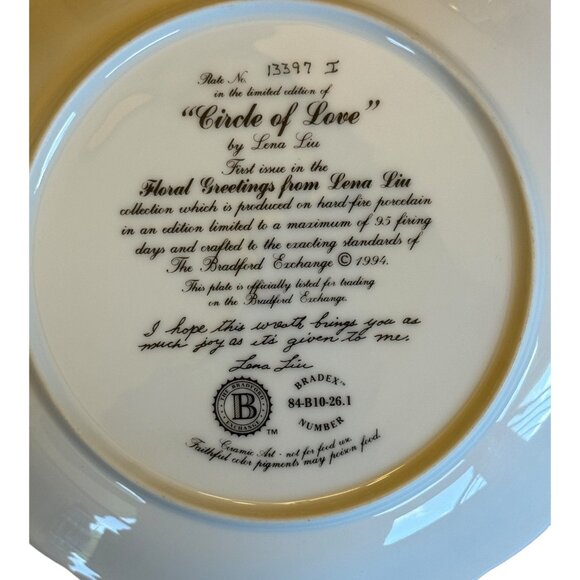 Plate No. 13397 I
in the limited edition of
"Circle of Love"
by Lena Liu
First issue in the
Floral Greetings from Lena Liu
collection which is produced on hard-fire porcelain
in an edition limited to a maximum of 95 firing
days and crafted to the exacting standards of
The Bradford Exchange © 1994.
This plate is officially listed for trading
on the Bradford Exchange.
I hope this wreath brings you as
much joy as it's given to me.
Lena Liu
THE BRADFORD
B
EXCHANGE
TM
BRADEX™
84-B10-26.1
NUMBER
Ceramic Art - not for food use.
Faithful color pigments may poison food.